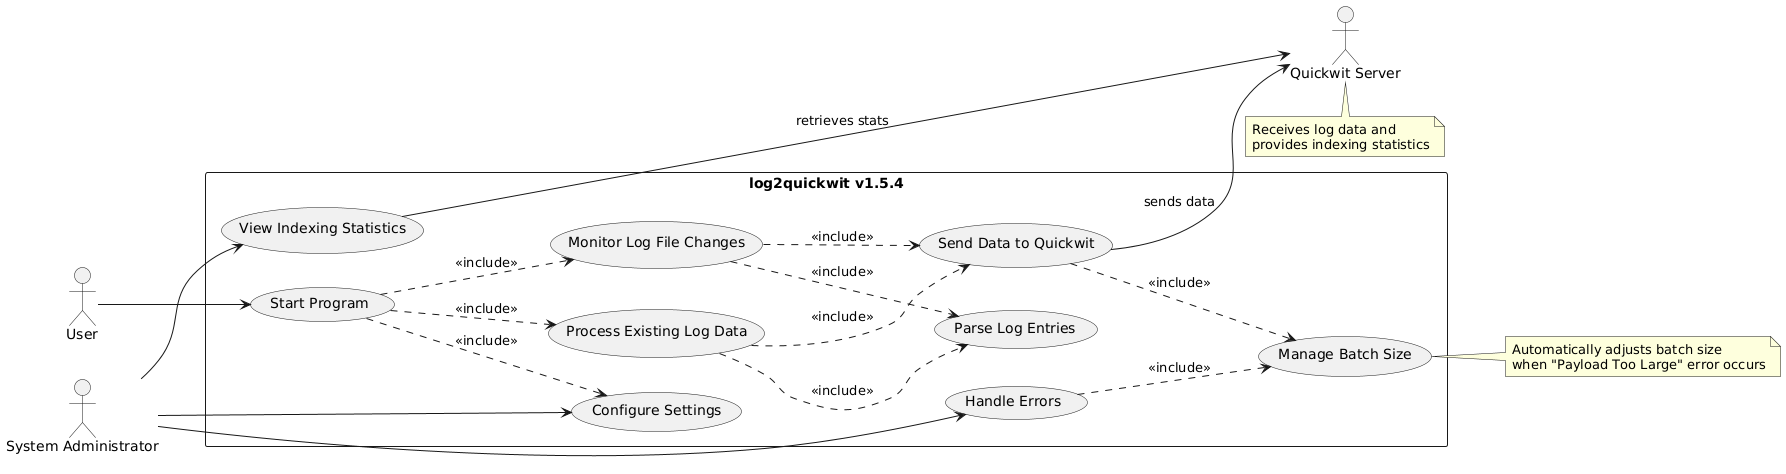 Quickwit Server
Receives log data and
provides indexing statistics
retrieves stats
log2quickwit v1.5.4
sends data
View Indexing Statistics
Monitor Log File Changes
«include»
Send Data to Quickwit
«include»
«include»
«include»
Start Program
«include»
«include»
Process Existing Log Data
Parse Log Entries
User
«include»
Manage Batch Size
Automatically adjusts batch size
when "Payload Too Large" error occurs
«include»
«include»
Configure Settings
Handle Errors
System Administrator